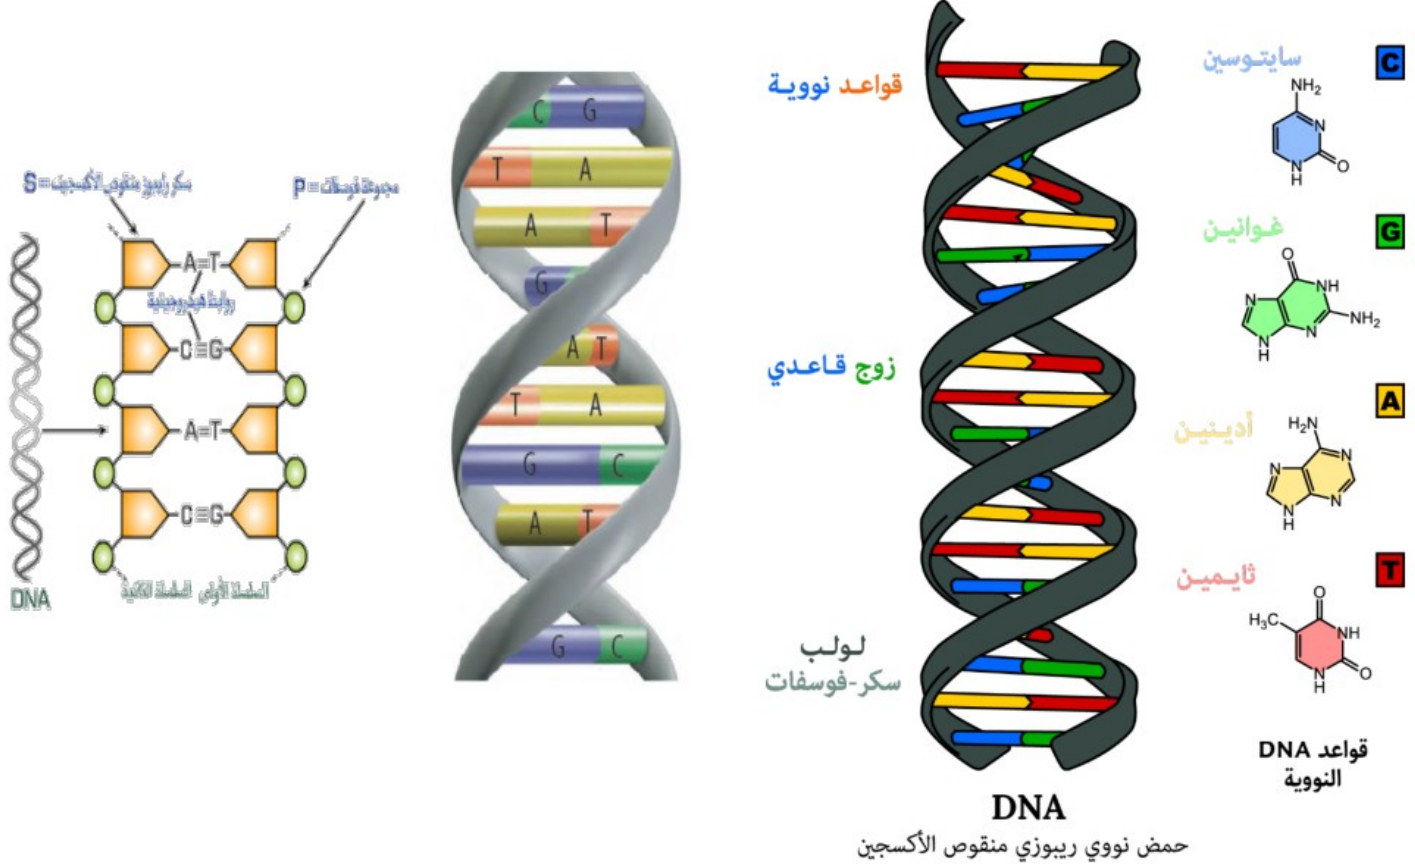 S=سكر رايبوز منقوص الأكسجين
P=مجموعة فوسفات
A=T
روابط هيدروجينية
C≡G
A=T
C≡G
السلسلة الأولى
السلسلة الثانية
DNA
C G
T A
A T
G
A T
T A
G C
A T
G C
قواعد نووية
زوج قاعدي
لولب
سكر-فوسفات
DNA
حمض نووي ريبوزي منقوص الأكسجين
سايتوسين
C
NH₂
N
N
H
O
غوانين
G
O
N
NH
N
H
N
NH₂
أدينين
A
H₂N
N
N
N
H
N
ثايمين
T
O
H₃C
NH
N
H
O
قواعد DNA
النووية